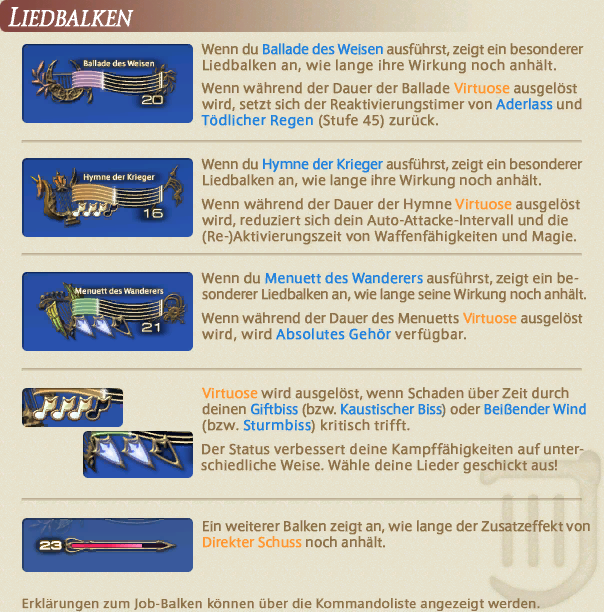 LIEDBALKEN
Ballade des Weisen
20
Wenn du Ballade des Weisen ausführst, zeigt ein besonderer
Liedbalken an, wie lange ihre Wirkung noch anhält.
Wenn während der Dauer der Ballade Virtuose ausgelöst
wird, setzt sich der Reaktivierungstimer von Aderlass und
Tödlicher Regen (Stufe 45) zurück.
Hymne der Krieger
16
Wenn du Hymne der Krieger ausführst, zeigt ein besonderer
Liedbalken an, wie lange ihre Wirkung noch anhält.
Wenn während der Dauer der Hymne Virtuose ausgelöst
wird, reduziert sich dein Auto-Attacke-Intervall und die
(Re-)Aktivierungszeit von Waffenfähigkeiten und Magie.
Menuett des Wanderers
21
Wenn du Menuett des Wanderers ausführst, zeigt ein be-
sonderer Liedbalken an, wie lange seine Wirkung noch anhält.
Wenn während der Dauer des Menuetts Virtuose ausgelöst
wird, wird Absolutes Gehör verfügbar.
Virtuose wird ausgelöst, wenn Schaden über Zeit durch
deinen Giftbiss (bzw. Kaustischer Biss) oder Beißender Wind
(bzw. Sturmbiss) kritisch trifft.
Der Status verbessert deine Kampffähigkeiten auf unter-
schiedliche Weise. Wähle deine Lieder geschickt aus!
23
Ein weiterer Balken zeigt an, wie lange der Zusatzeffekt von
Direkter Schuss noch anhält.
Erklärungen zum Job-Balken können über die Kommandoliste angezeigt werden.